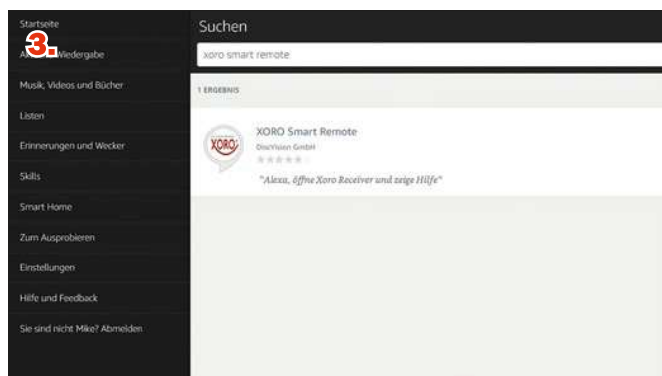 Startseite
3.
Wiedergabe
Musik, Videos und Bücher
Listen
Erinnerungen und Wecker
Skills
Smart Home
Zum Ausprobieren
Einstellungen
Hilfe und Feedback
Sie sind nicht Mike? Abmelden
Suchen
xoro smart remote
1 ERGEBNIS
XORO
XORO Smart Remote
GmbH
"Alexa, öffne Xoro Receiver und zeige Hilfe"